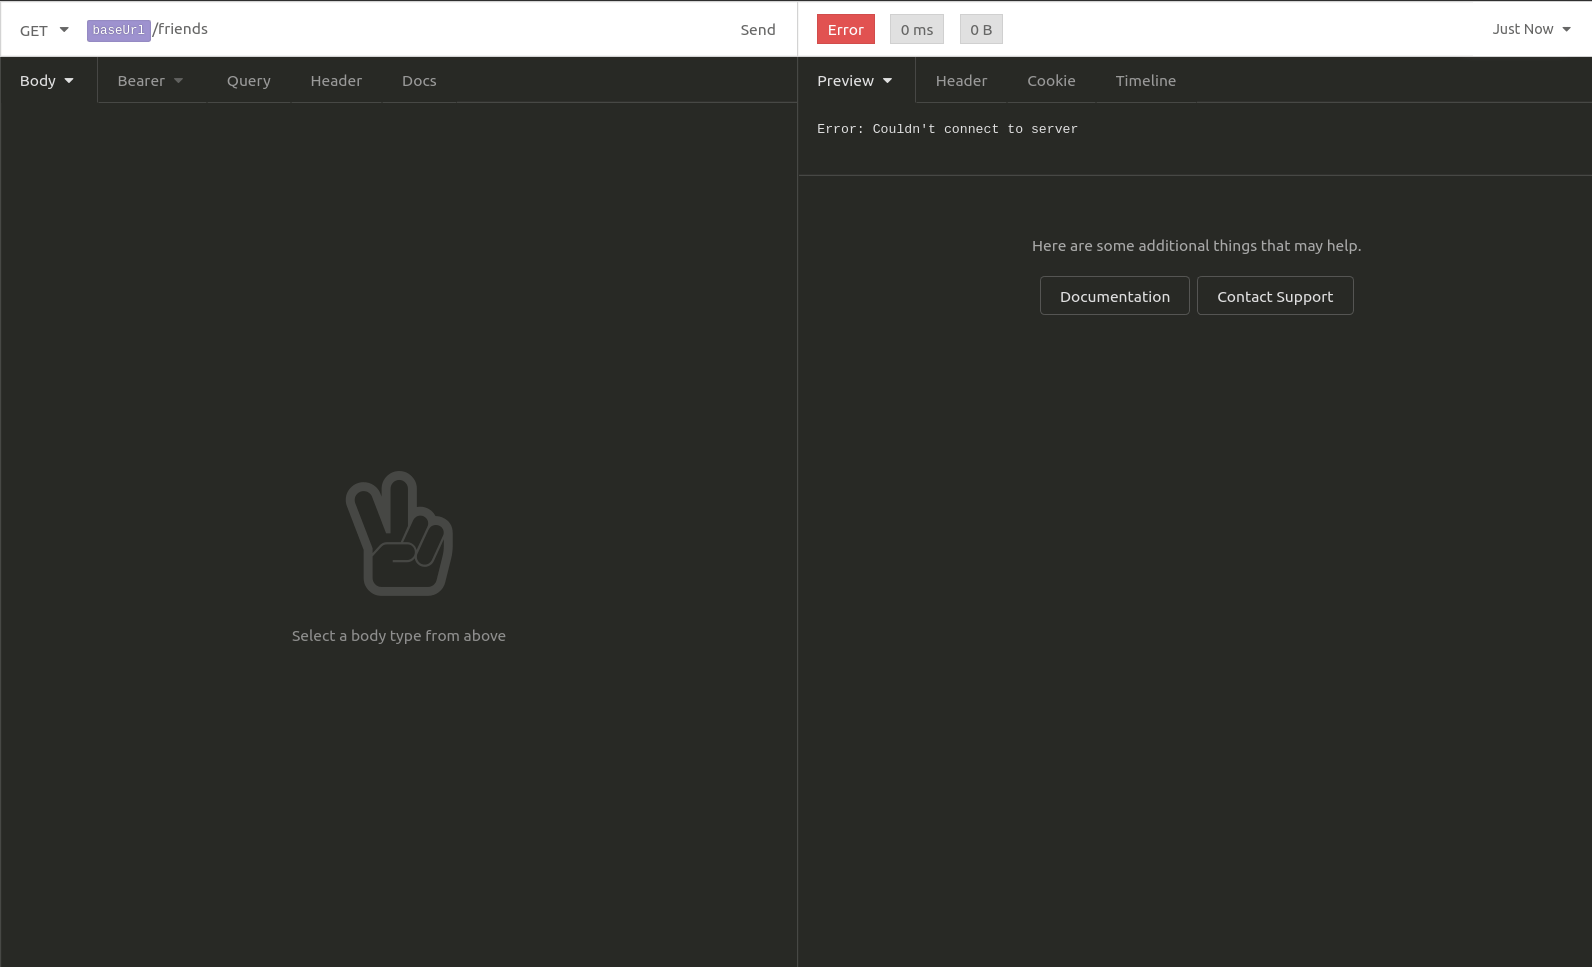 GET baseUrl/friends Send
Error 0 ms 0 B Just Now
Body Bearer Query Header Docs
Preview Header Cookie Timeline
Error: Couldn't connect to server
Here are some additional things that may help.
Documentation Contact Support
Select a body type from above